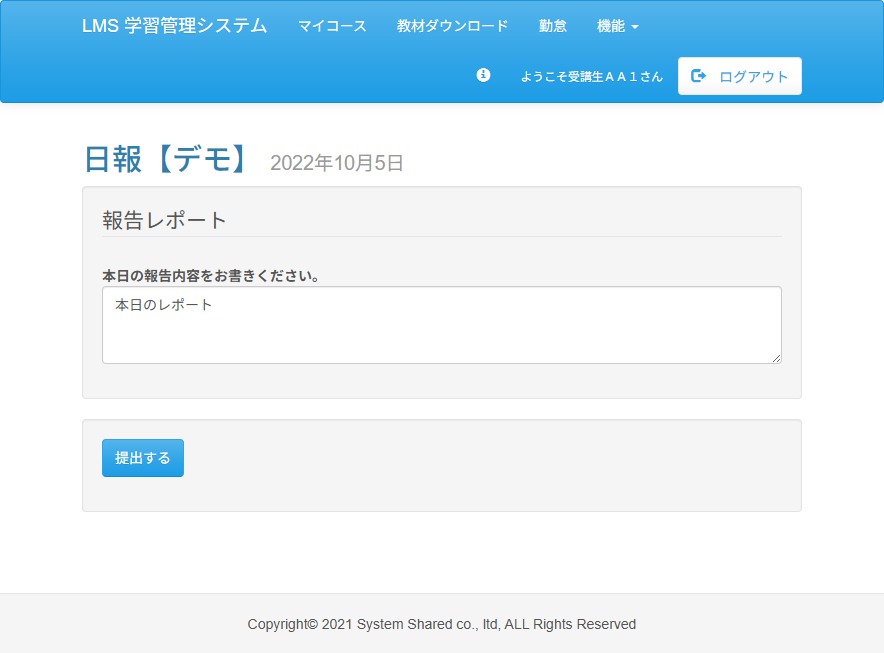 LMS 学習管理システム マイコース 教材ダウンロード 勤怠 機能
ようこそ受講生ＡＡ１さん ログアウト
日報【デモ】 2022年10月5日
報告レポート
本日の報告内容をお書きください。
本日のレポート
提出する
Copyright© 2021 System Shared co., ltd, ALL Rights Reserved